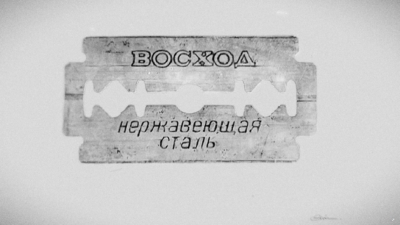 ВОСХОД
нержавеющая
сталь